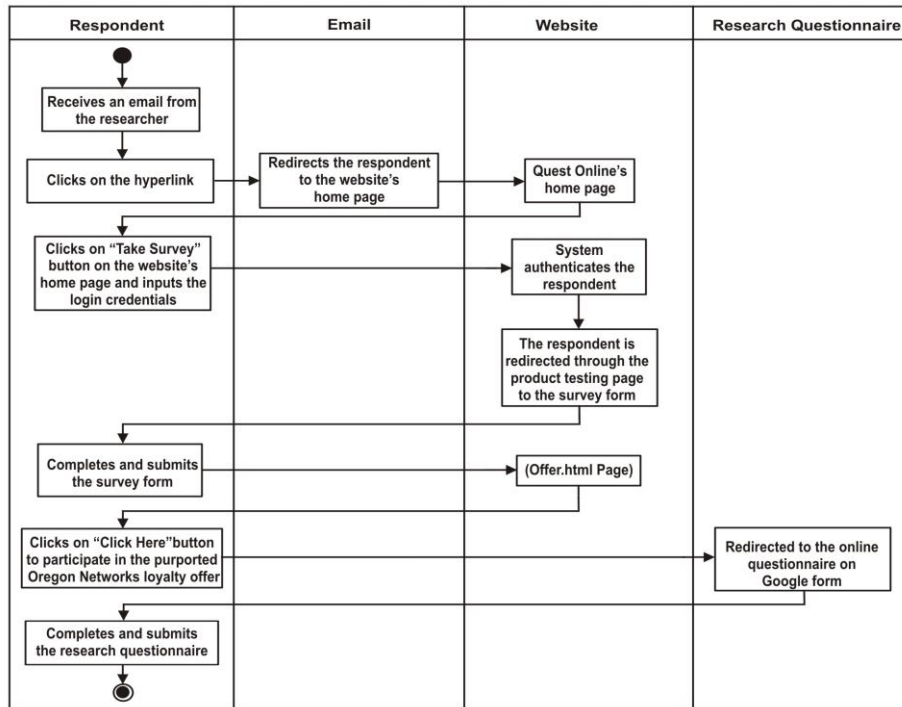 Respondent
Email
Website
Research Questionnaire
Receives an email from
the researcher
Clicks on the hyperlink
Redirects the respondent
to the website's
home page
Quest Online's
home page
Clicks on "Take Survey"
button on the website's
home page and inputs the
login credentials
System
authenticates the
respondent
The respondent is
redirected through the
product testing page
to the survey form
Completes and submits
the survey form
(Offer.html Page)
Clicks on "Click Here"button
to participate in the purported
Oregon Networks loyalty offer
Redirected to the online
questionnaire on
Google form
Completes and submits
the research questionnaire